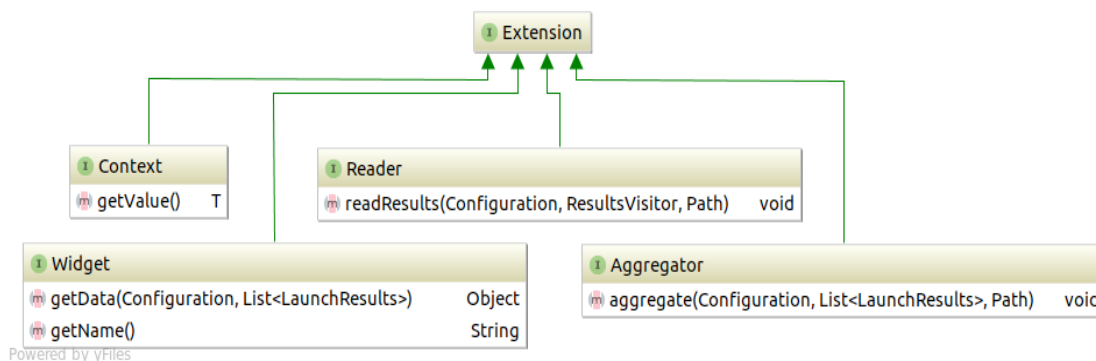 I Extension
I Context
m getValue() T
I Reader
m readResults(Configuration, ResultsVisitor, Path) void
I Widget
m getData(Configuration, List<LaunchResults>) Object
m getName() String
I Aggregator
m aggregate(Configuration, List<LaunchResults>, Path) void
Powered by yFiles